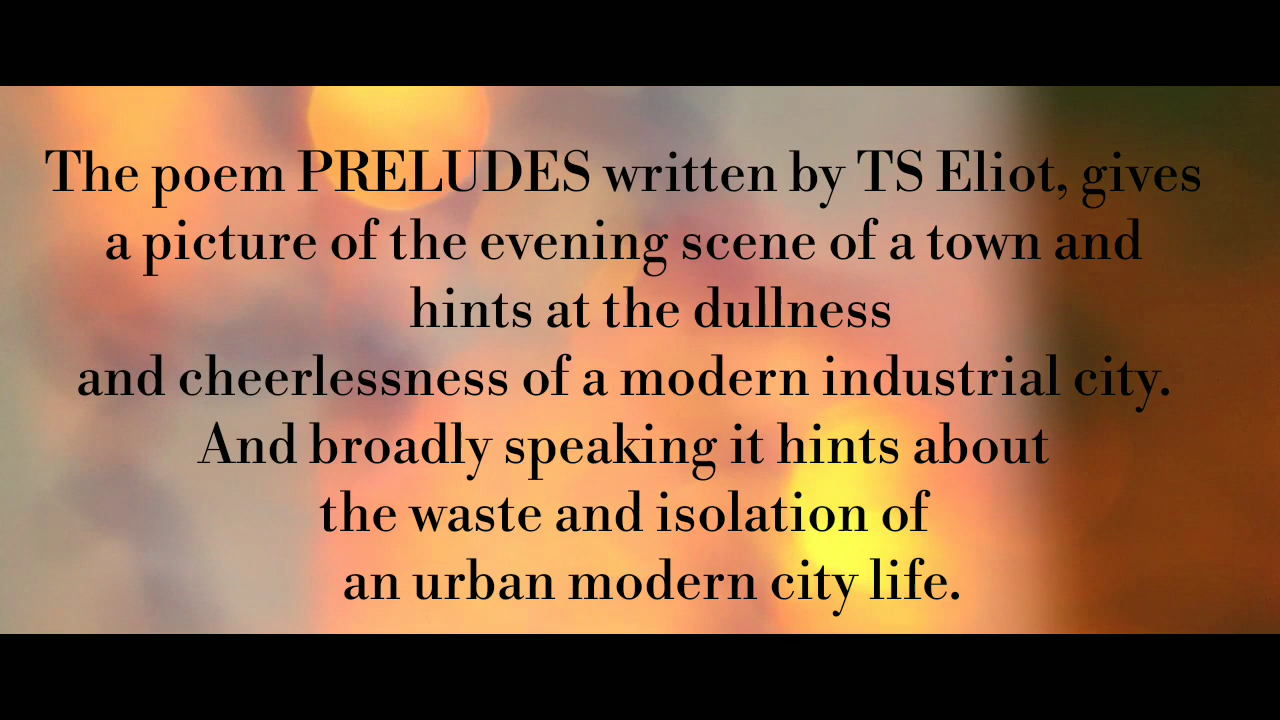 The poem PRELUDES written by TS Eliot, gives
a picture of the evening scene of a town and
hints at the dullness
and cheerlessness of a modern industrial city.
And broadly speaking it hints about
the waste and isolation of
an urban modern city life.